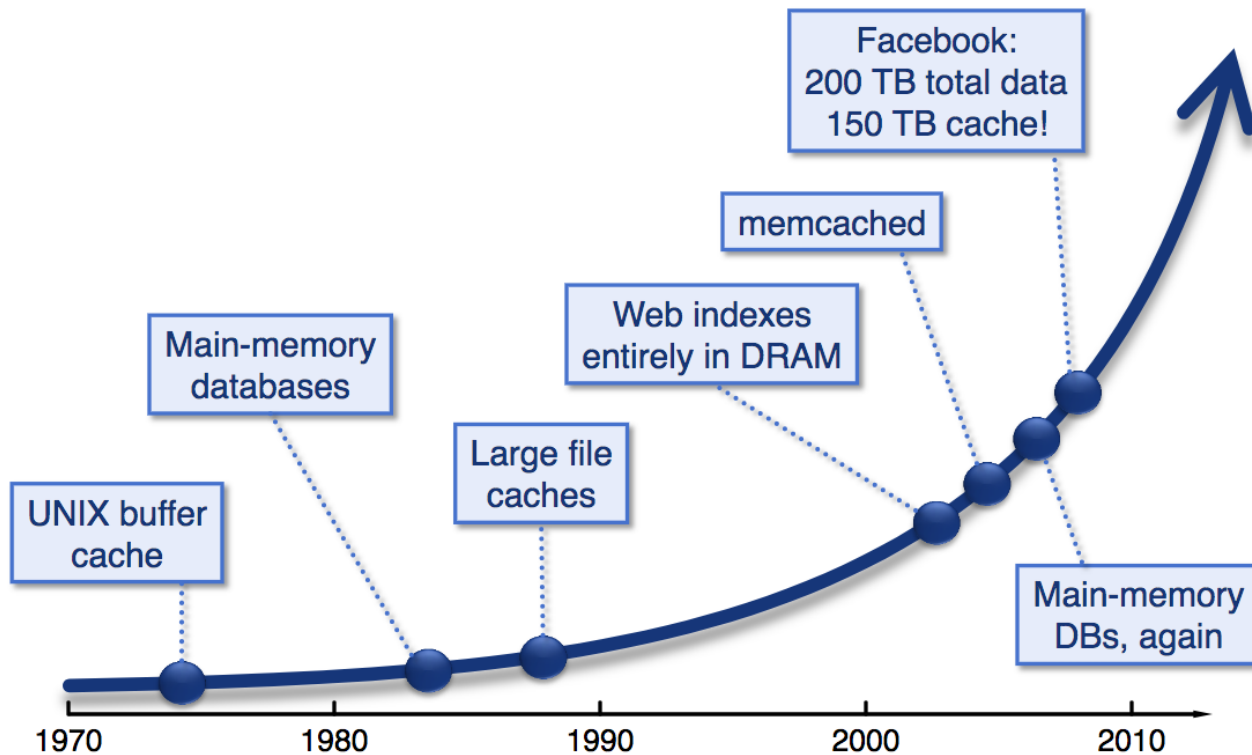 Facebook:
200 TB total data
150 TB cache!
memcached
Web indexes
entirely in DRAM
Main-memory
databases
Large file
caches
UNIX buffer
cache
Main-memory
DBs, again
1970
1980
1990
2000
2010